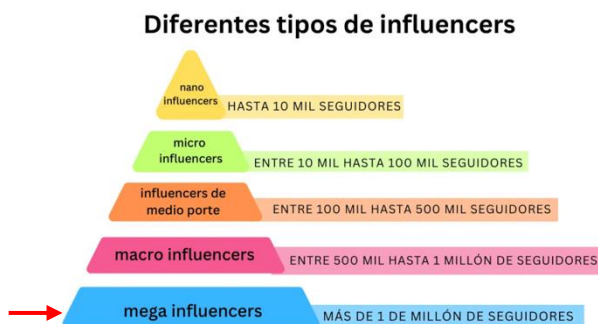 Diferentes tipos de influencers
nano
influencers
HASTA 10 MIL SEGUIDORES
micro
influencers
ENTRE 10 MIL HASTA 100 MIL SEGUIDORES
influencers de
medio porte
ENTRE 100 MIL HASTA 500 MIL SEGUIDORES
macro influencers
ENTRE 500 MIL HASTA 1 MILLÓN DE SEGUIDORES
mega influencers
MÁS DE 1 DE MILLÓN DE SEGUIDORES